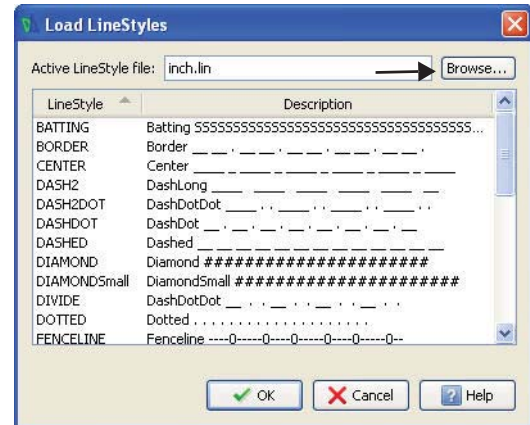 Load LineStyles
Active LineStyle file: inch.lin Browse...
LineStyle Description
BATTING Batting SSSSSSSSSSSSSSSSSSSSSSSSSSSSSSSSSSS...
BORDER Border __ __ . __ __ . __ __ . __ __ . __ __ .
CENTER Center ____ _ ____ _ ____ _ ____ _ ____ _ ____
DASH2 DashLong ____ ____ ____ ____ __
DASH2DOT DashDotDot ____ . . ____ . . ____ . . ____ . .
DASHDOT DashDot __ . __ . __ . __ . __ . __ . __
DASHED Dashed __ __ __ __ __ __ __ __ __ __ __
DIAMOND Diamond ######################
DIAMONDSmall DiamondSmall ######################
DIVIDE DashDotDot __ . . __ . . __ . . __ . . __ . .
DOTTED Dotted . . . . . . . . . . . . . . . . . . . .
FENCELINE Fenceline ----0-----0----0-----0----0-----0--
OK Cancel Help